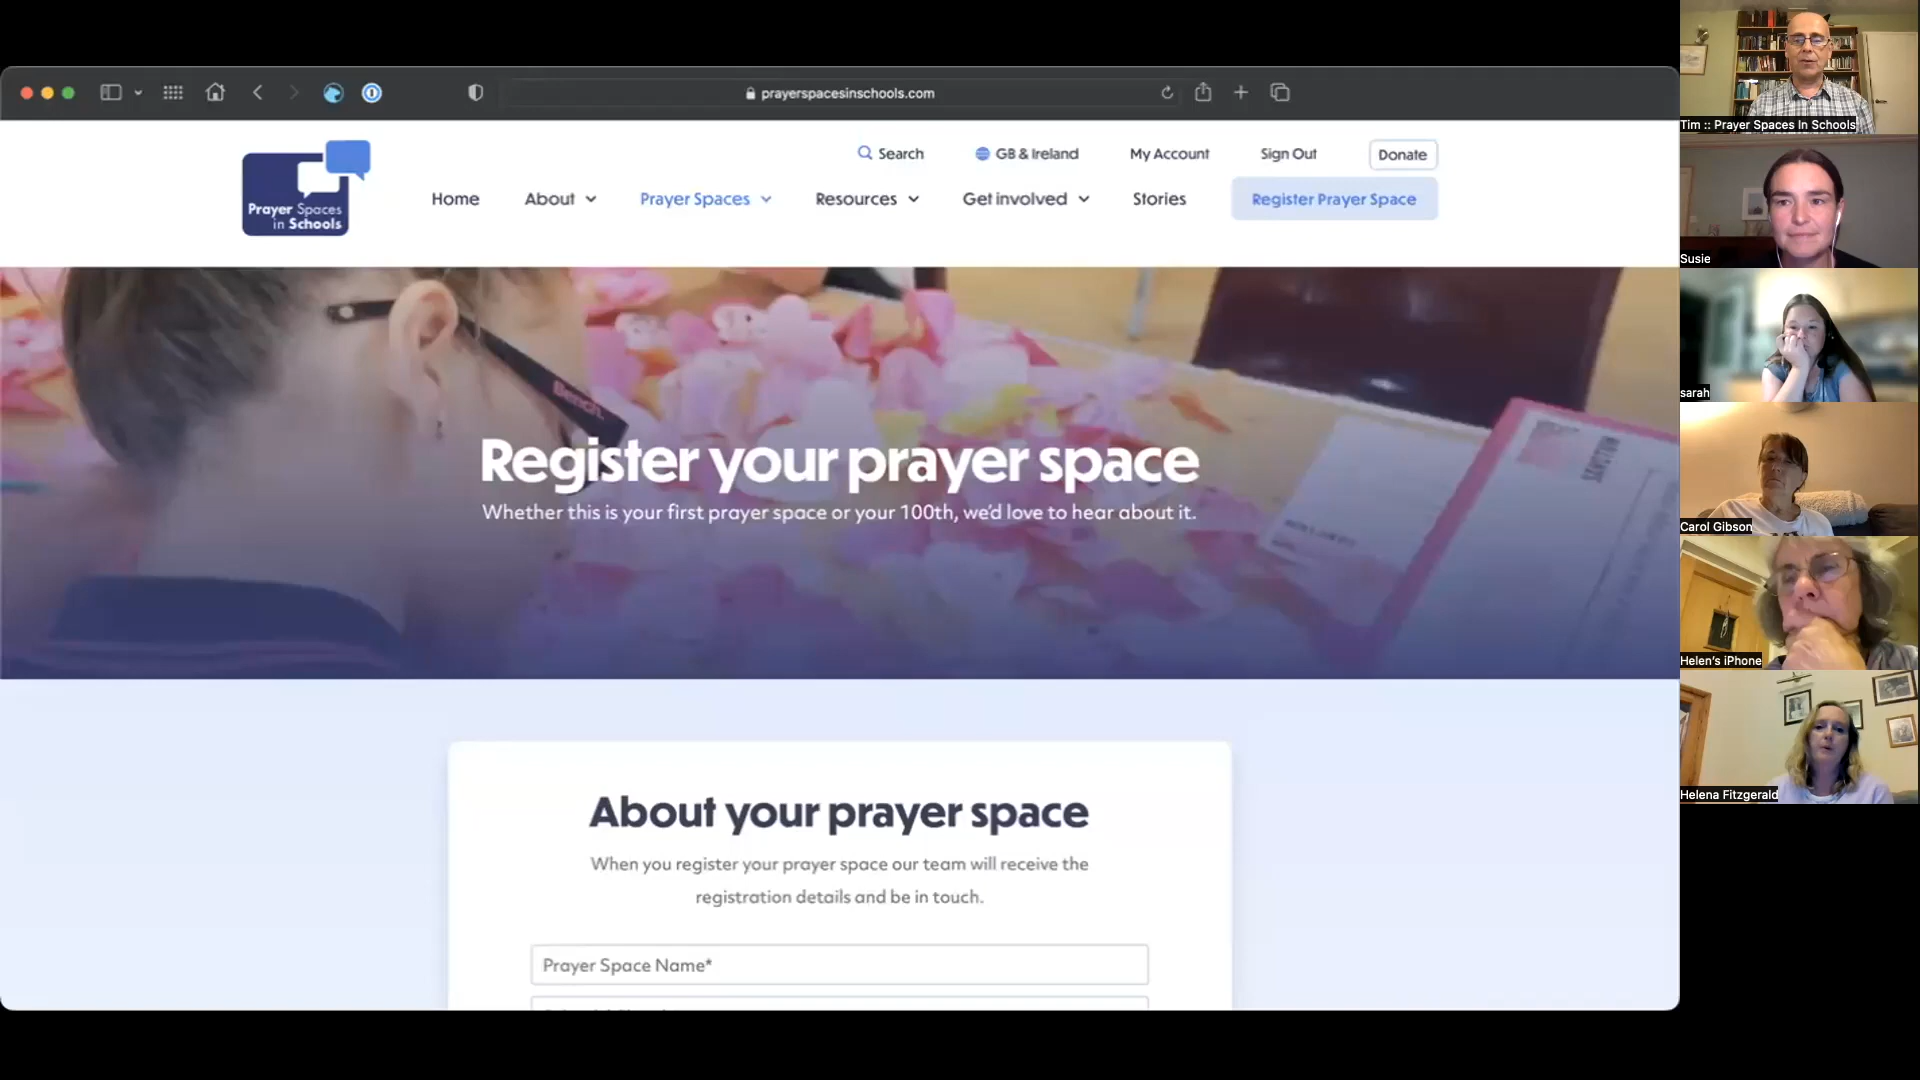 prayerspacesinschools.com
Search
GB & Ireland
My Account
Sign Out
Donate
Prayer Spaces
in Schools
Home
About
Prayer Spaces
Resources
Get involved
Stories
Register Prayer Space
Bench.
Register your prayer space
Whether this is your first prayer space or your 100th, we'd love to hear about it.
About your prayer space
When you register your prayer space our team will receive the
registration details and be in touch.
Prayer Space Name*
Tim :: Prayer Spaces In Schools
Susie
sarah
Carol Gibson
Helen's iPhone
Helena Fitzgerald